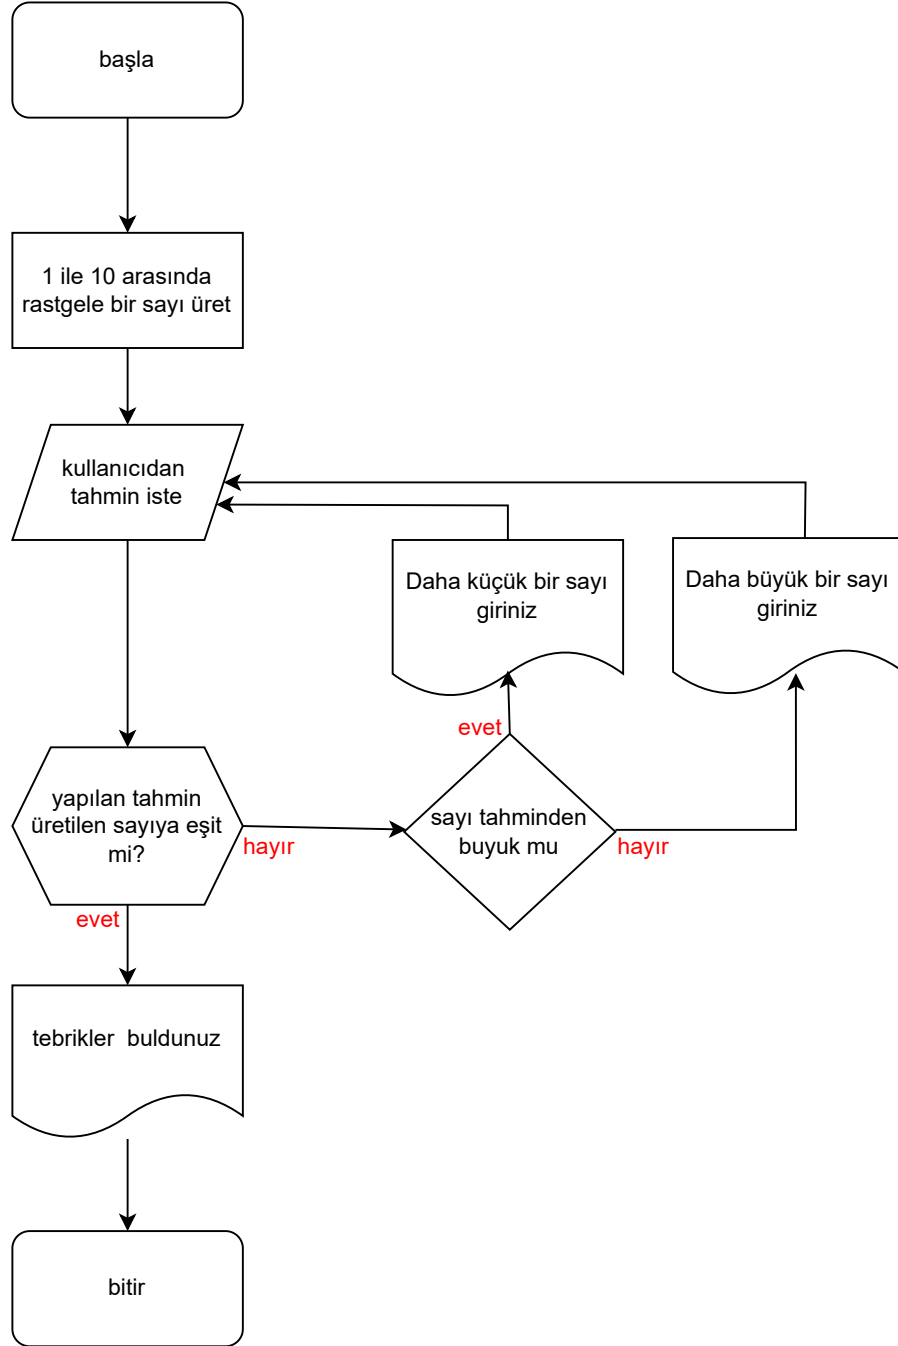 başla
1 ile 10 arasında
rastgele bir sayı üret
kullanıcıdan
tahmin iste
Daha küçük bir sayı
giriniz
Daha büyük bir sayı
giriniz
evet
yapılan tahmin
üretilen sayıya eşit
mi?
hayır
sayı tahminden
buyuk mu
hayır
evet
tebrikler  buldunuz
bitir